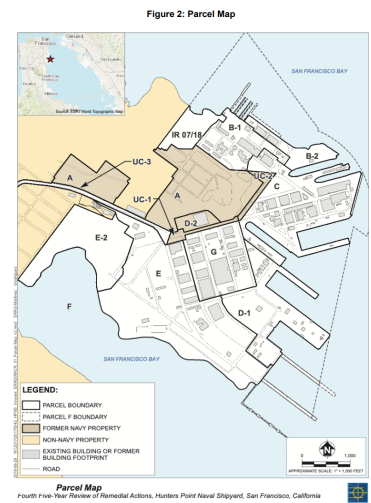 Figure 2: Parcel Map
SAN FRANCISCO BAY
IR 07/18
B-1
B-2
UC-3
UC-2
A
A
C
UC-1
D-2
E-2
G
E
F
D-1
SAN FRANCISCO BAY
LEGEND:
PARCEL BOUNDARY
PARCEL F BOUNDARY
FORMER NAVY PROPERTY
NON-NAVY PROPERTY
EXISTING BUILDING OR FORMER
BUILDING FOOTPRINT
ROAD
N
0 1,000
APPROXIMATE SCALE: 1" = 1,000 FEET
Parcel Map
Fourth Five-Year Review of Remedial Actions, Hunters Point Naval Shipyard, San Francisco, California